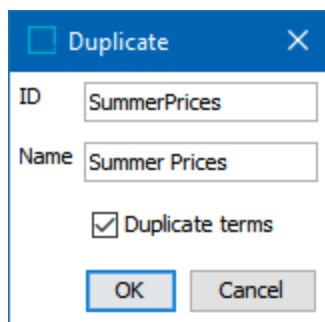 Duplicate
ID SummerPrices
Name Summer Prices
Duplicate terms
OK Cancel